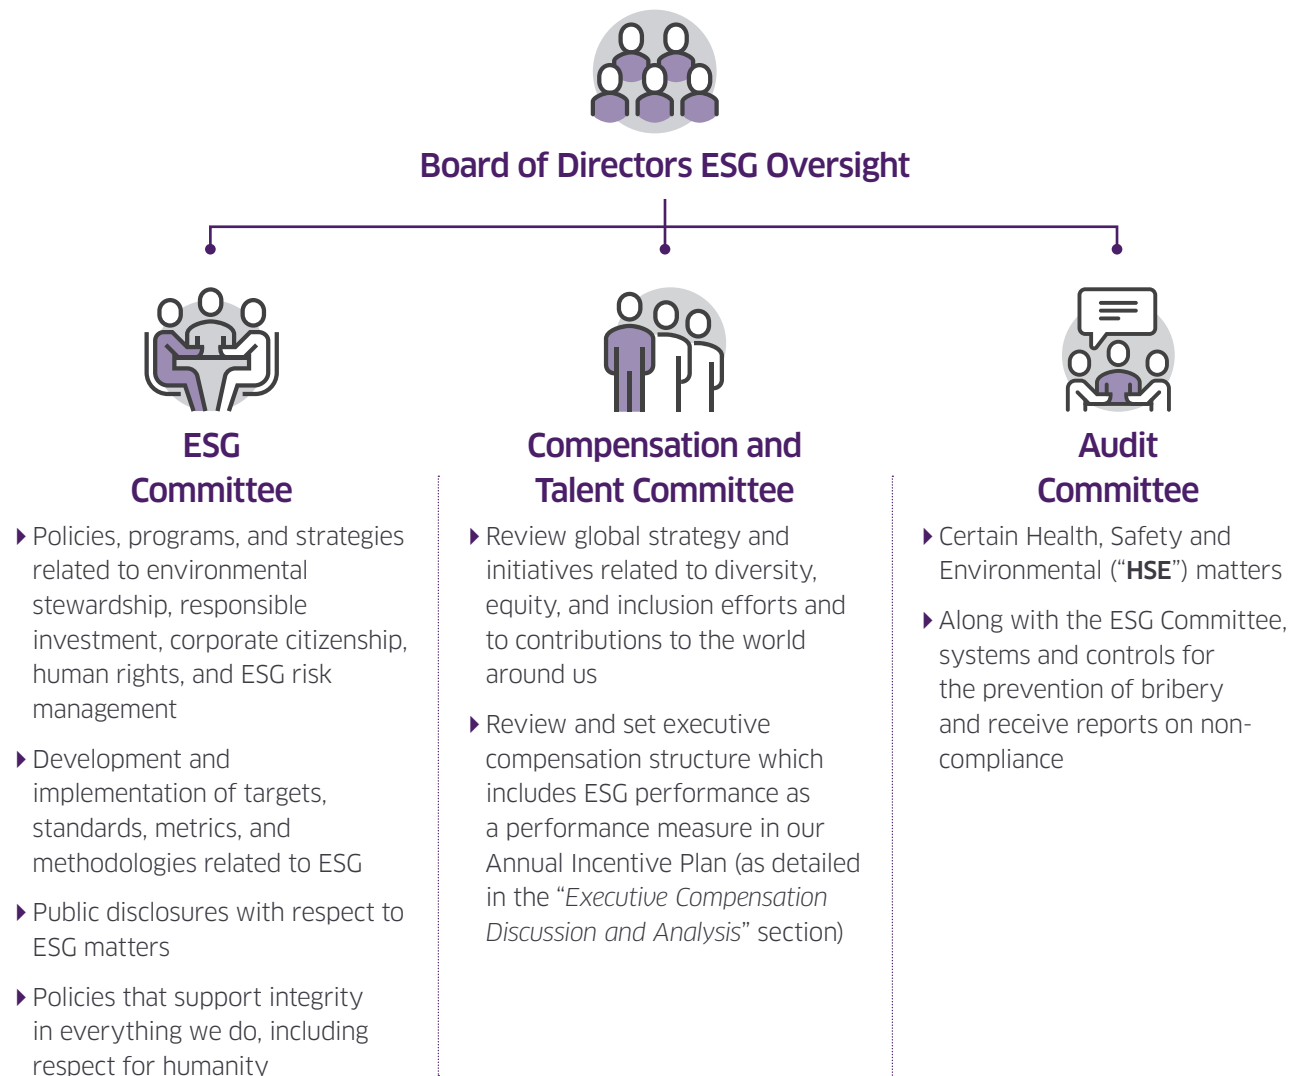 Board of Directors ESG Oversight
ESG
Committee
▶ Policies, programs, and strategies
related to environmental
stewardship, responsible
investment, corporate citizenship,
human rights, and ESG risk
management
▶ Development and
implementation of targets,
standards, metrics, and
methodologies related to ESG
▶ Public disclosures with respect to
ESG matters
▶ Policies that support integrity
in everything we do, including
respect for humanity
Compensation and
Talent Committee
▶ Review global strategy and
initiatives related to diversity,
equity, and inclusion efforts and
to contributions to the world
around us
▶ Review and set executive
compensation structure which
includes ESG performance as
a performance measure in our
Annual Incentive Plan (as detailed
in the “Executive Compensation
Discussion and Analysis” section)
Audit
Committee
▶ Certain Health, Safety and
Environmental (“HSE”) matters
▶ Along with the ESG Committee,
systems and controls for
the prevention of bribery
and receive reports on non-
compliance